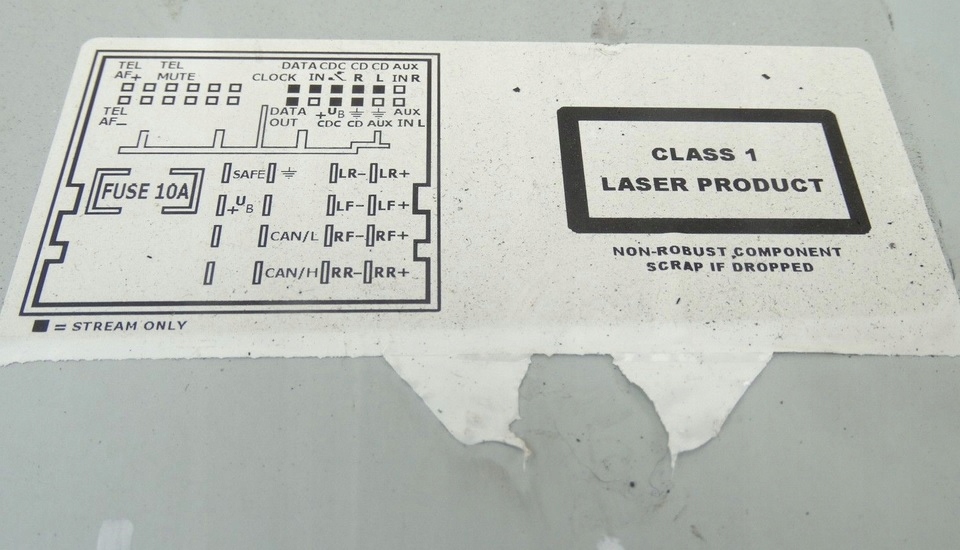 TEL TEL DATA CDC CD CD AUX
AF+ MUTE CLOCK IN R L IN R
TEL DATA +UB AUX
AF- OUT CDC CD AUX IN L
SAFE
FUSE 10A
LR- LR+
+UB LF- LF+
CAN/L RF- RF+
CAN/H RR- RR+
= STREAM ONLY
CLASS 1
LASER PRODUCT
NON-ROBUST COMPONENT
SCRAP IF DROPPED